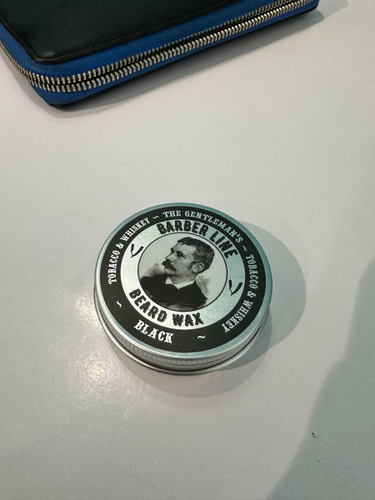 TOBACCO & WHISKEY ~ THE GENTLEMAN'S ~ TOBACCO & WHISKEY
BARBER LINE
BEARD WAX
~ BLACK ~